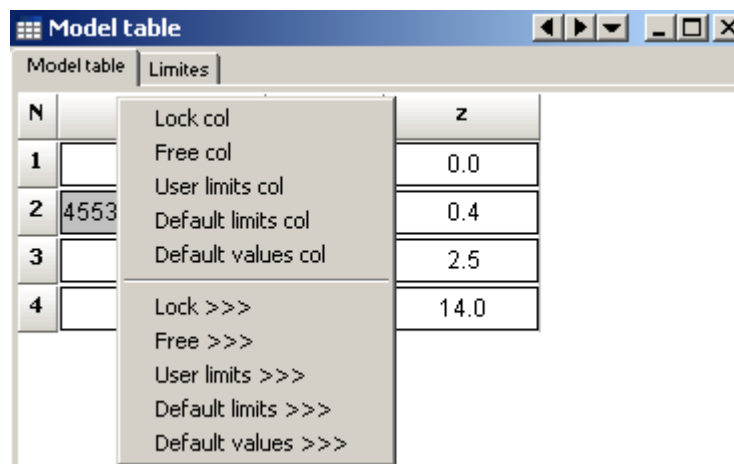 Model table
Model table Limites
N z
1 0.0
2 4553 0.4
3 2.5
4 14.0
Lock col
Free col
User limits col
Default limits col
Default values col
Lock >>>
Free >>>
User limits >>>
Default limits >>>
Default values >>>